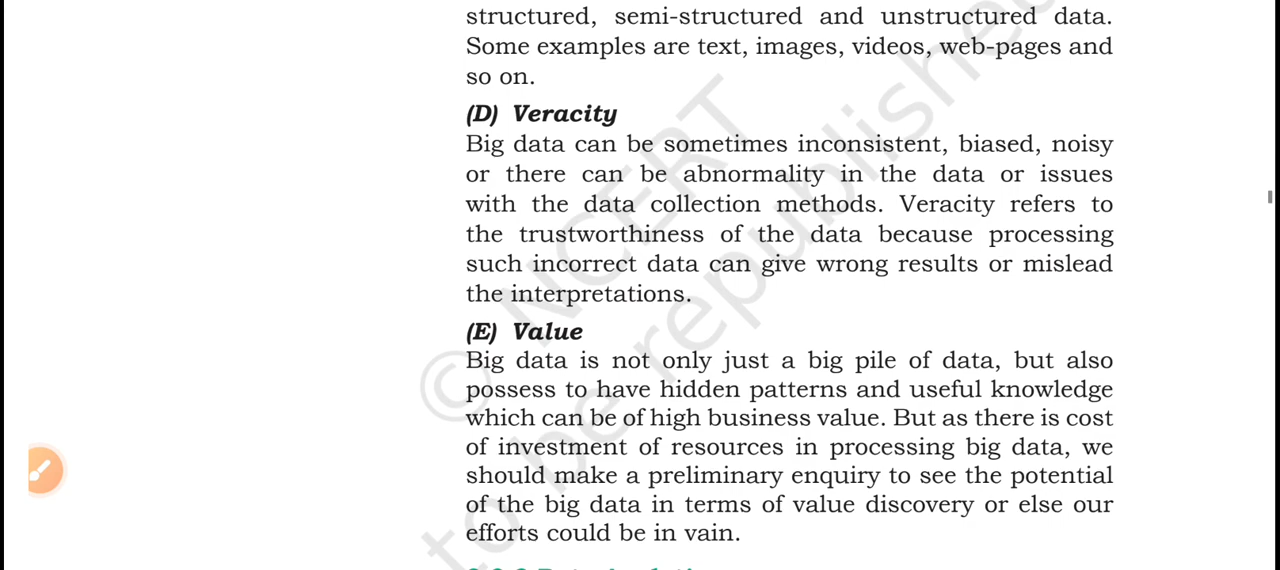 structured, semi-structured and unstructured data.
Some examples are text, images, videos, web-pages and
so on.
(D) Veracity
Big data can be sometimes inconsistent, biased, noisy
or there can be abnormality in the data or issues
with the data collection methods. Veracity refers to
the trustworthiness of the data because processing
such incorrect data can give wrong results or mislead
the interpretations.
(E) Value
Big data is not only just a big pile of data, but also
possess to have hidden patterns and useful knowledge
which can be of high business value. But as there is cost
of investment of resources in processing big data, we
should make a preliminary enquiry to see the potential
of the big data in terms of value discovery or else our
efforts could be in vain.
© NCERT
to be republished